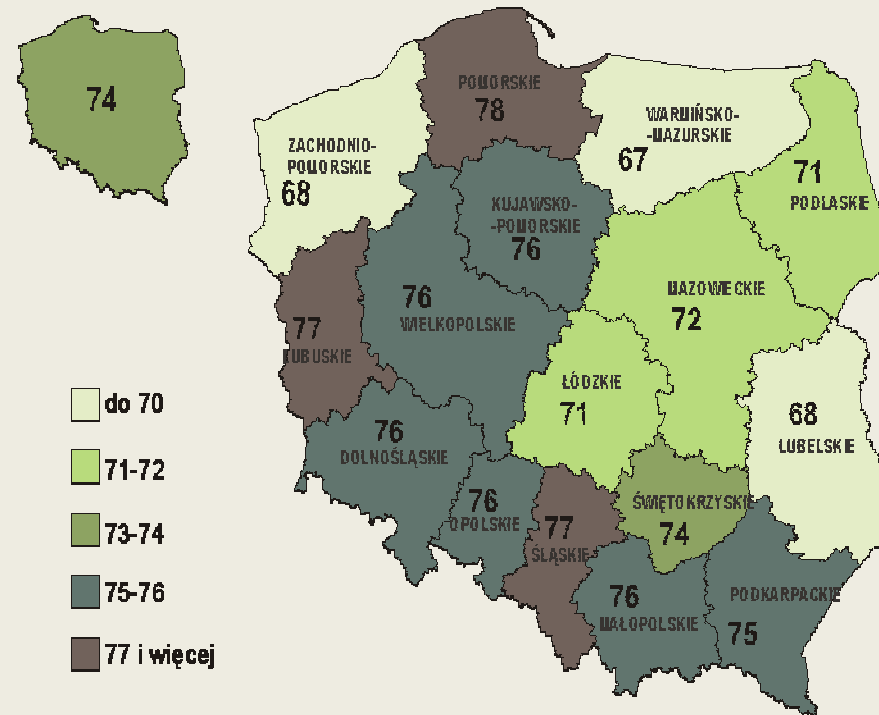 74
POMORSKIE
78
ZACHODNIO-
POMORSKIE
68
WARMIŃSKO-
-MAZURSKIE
67
71
PODLASKIE
KUJAWSKO-
-POMORSKIE
76
MAZOWIECKIE
72
76
WIELKOPOLSKIE
77
LUBUSKIE
ŁÓDZKIE
71
68
LUBELSKIE
76
DOLNOŚLĄSKIE
76
OPOLSKIE
77
ŚLĄSKIE
ŚWIĘTOKRZYSKIE
74
76
MAŁOPOLSKIE
PODKARPACKIE
75
do 70
71-72
73-74
75-76
77 i więcej